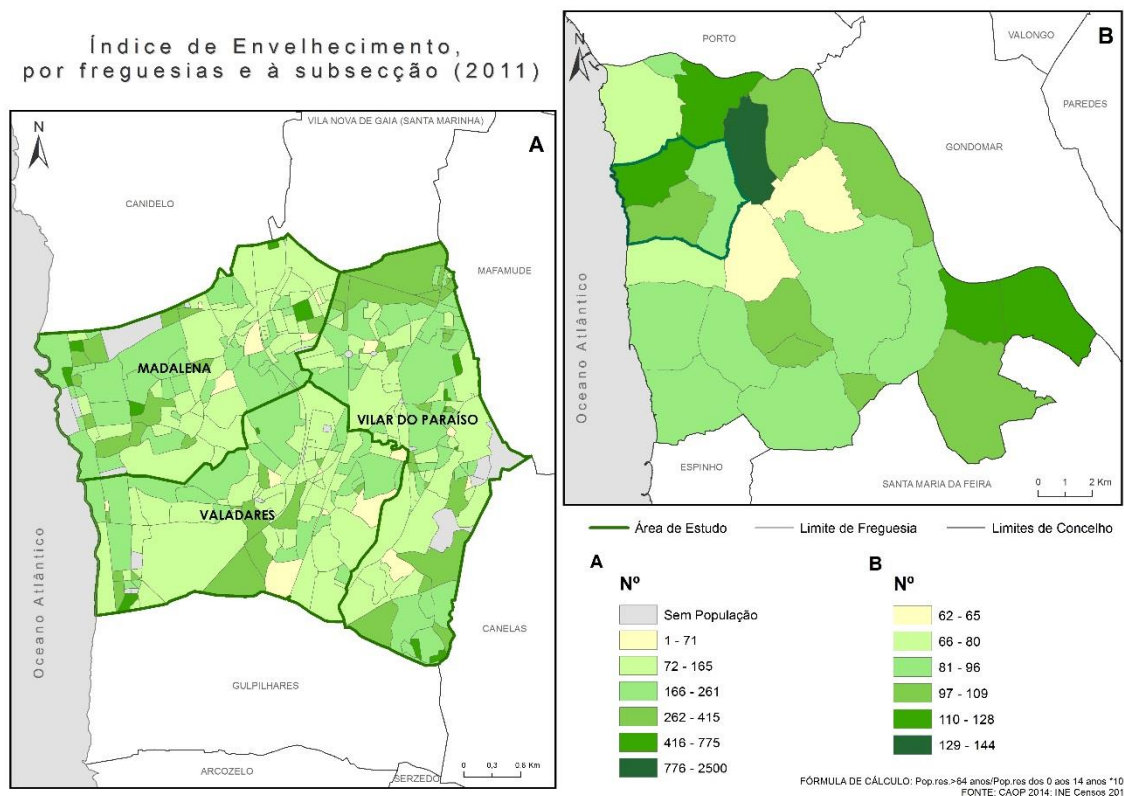 Índice de Envelhecimento,
por freguesias e à subsecção (2011)
N
A
VILA NOVA DE GAIA (SANTA MARINHA)
CANIDELO
MAFAMUDE
MADALENA
VILAR DO PARAÍSO
VALADARES
Oceano Atlântico
CANELAS
GULPILHARES
ARCOZELO
SERZEDO
0 0,3 0.6 Km
N
B
PORTO
VALONGO
PAREDES
GONDOMAR
Oceano Atlântico
ESPINHO
SANTA MARIA DA FEIRA
0 1 2 Km
Área de Estudo
Limite de Freguesia
Limites de Concelho
A
Nº
Sem População
1 - 71
72 - 165
166 - 261
262 - 415
416 - 775
776 - 2500
B
Nº
62 - 65
66 - 80
81 - 96
97 - 109
110 - 128
129 - 144
FÓRMULA DE CÁLCULO: Pop.res.>64 anos/Pop.res dos 0 aos 14 anos *10
FONTE: CAOP 2014; INE Censos 201